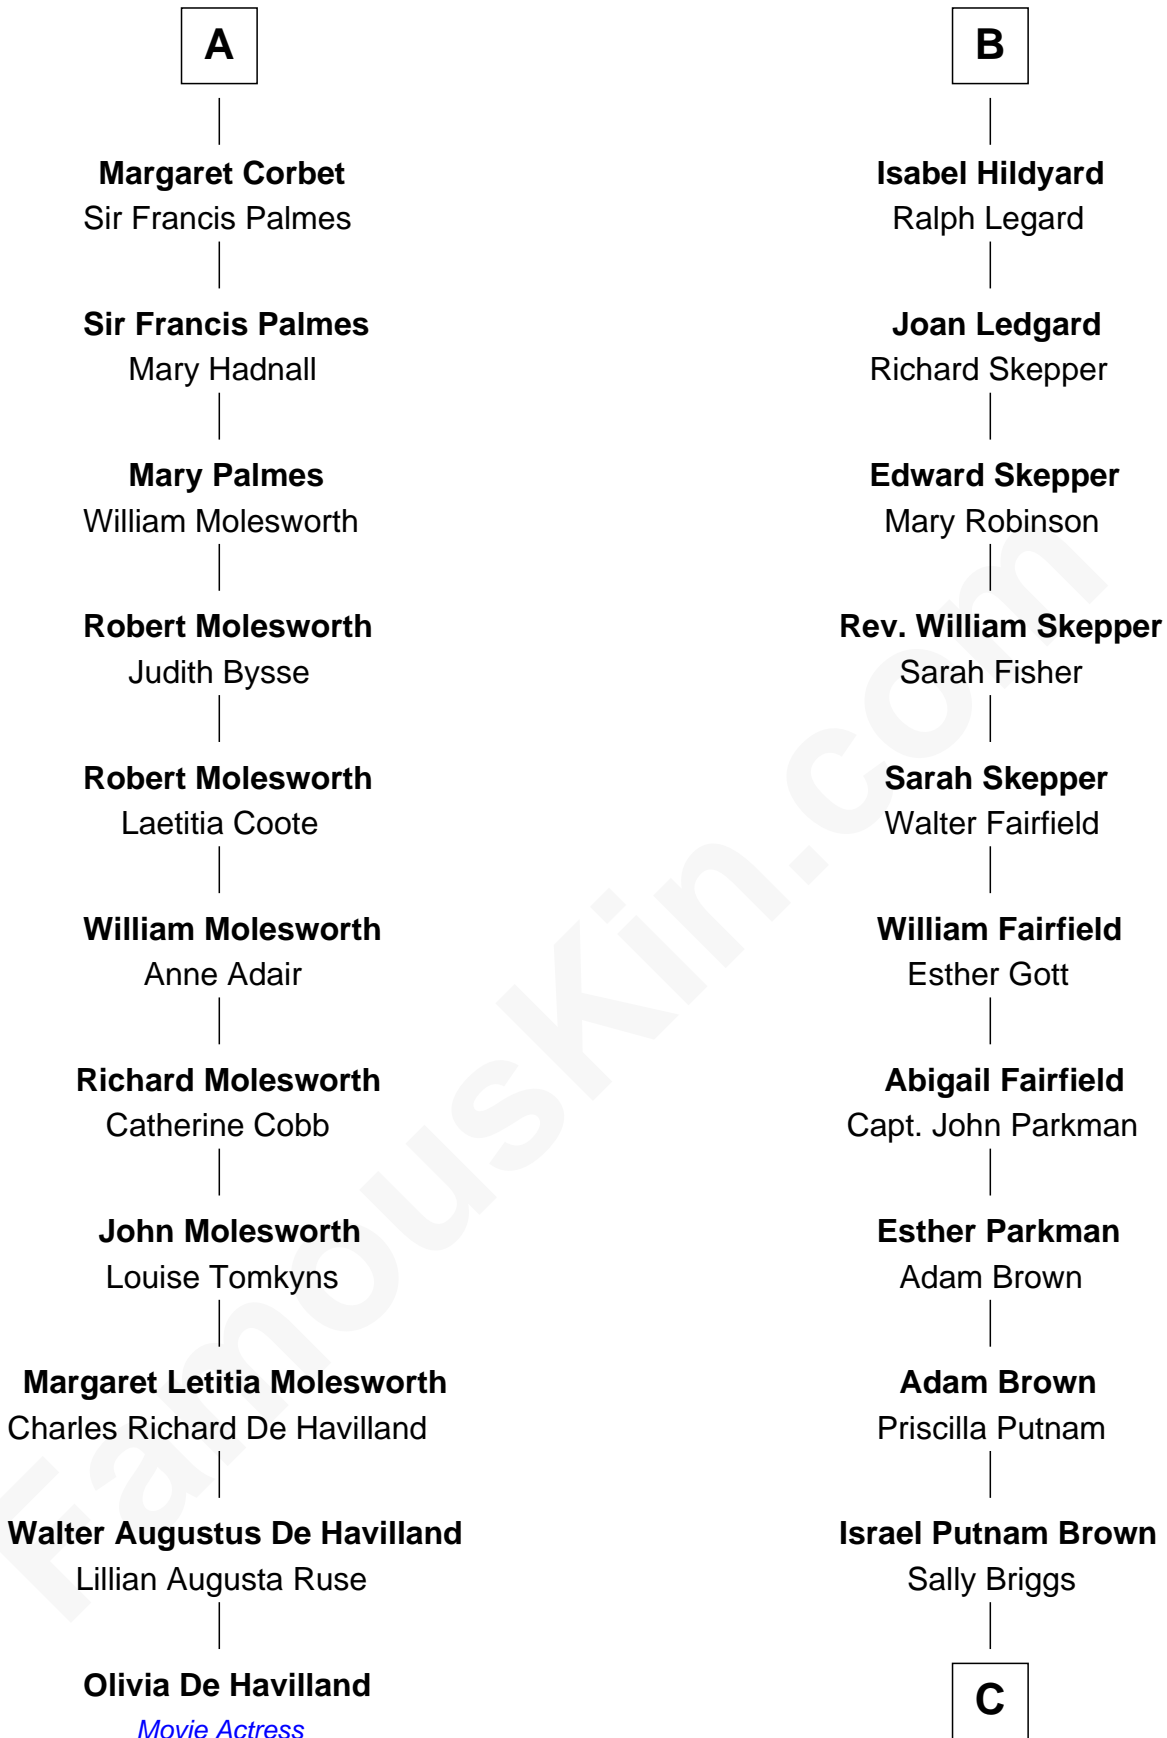 A
Margaret Corbet
Sir Francis Palmes
Sir Francis Palmes
Mary Hadnall
Mary Palmes
William Molesworth
Robert Molesworth
Judith Bysse
Robert Molesworth
Laetitia Coote
William Molesworth
Anne Adair
Richard Molesworth
Catherine Cobb
John Molesworth
Louise Tomkyns
Margaret Letitia Molesworth
Charles Richard De Havilland
Walter Augustus De Havilland
Lillian Augusta Ruse
Olivia De Havilland
Movie Actress
B
Isabel Hildyard
Ralph Legard
Joan Ledgard
Richard Skepper
Edward Skepper
Mary Robinson
Rev. William Skepper
Sarah Fisher
Sarah Skepper
Walter Fairfield
William Fairfield
Esther Gott
Abigail Fairfield
Capt. John Parkman
Esther Parkman
Adam Brown
Adam Brown
Priscilla Putnam
Israel Putnam Brown
Sally Briggs
C
FamousKin.com